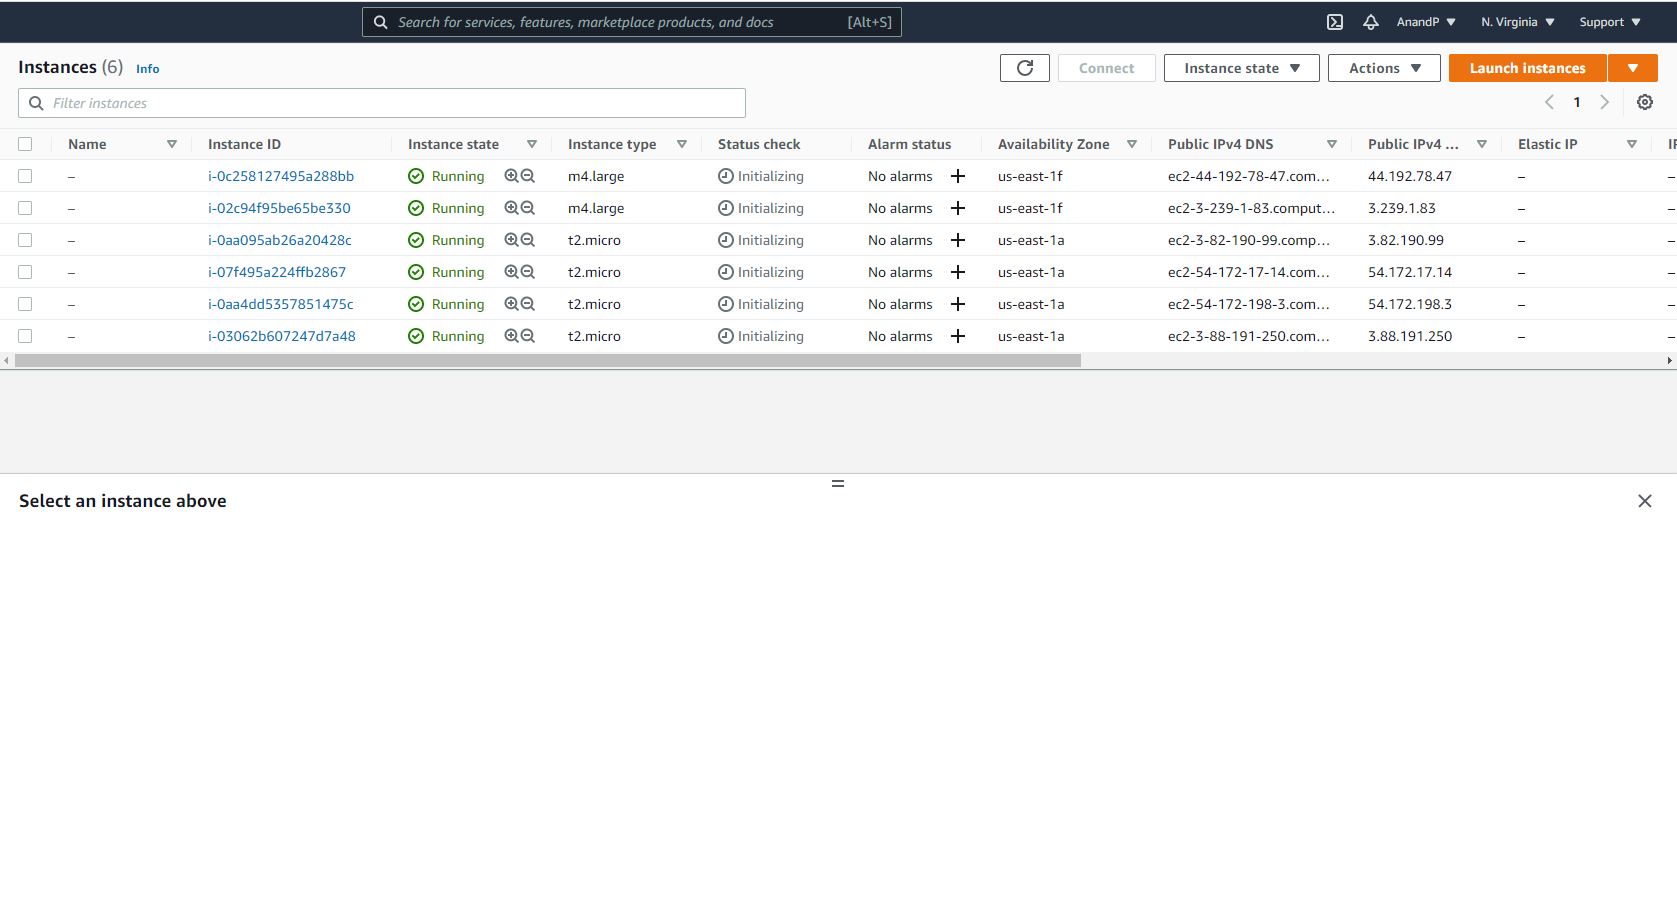 Search for services, features, marketplace products, and docs [Alt+S] AnandP N. Virginia Support
Instances (6) Info Connect Instance state Actions Launch instances
Filter instances 1
Name Instance ID Instance state Instance type Status check Alarm status Availability Zone Public IPv4 DNS Public IPv4 ... Elastic IP
– i-0c258127495a288bb Running m4.large Initializing No alarms us-east-1f ec2-44-192-78-47.com... 44.192.78.47 – –
– i-02c94f95be65be330 Running m4.large Initializing No alarms us-east-1f ec2-3-239-1-83.comput... 3.239.1.83 – –
– i-0aa095ab26a20428c Running t2.micro Initializing No alarms us-east-1a ec2-3-82-190-99.comp... 3.82.190.99 – –
– i-07f495a224ffb2867 Running t2.micro Initializing No alarms us-east-1a ec2-54-172-17-14.com... 54.172.17.14 – –
– i-0aa4dd5357851475c Running t2.micro Initializing No alarms us-east-1a ec2-54-172-198-3.com... 54.172.198.3 – –
– i-03062b607247d7a48 Running t2.micro Initializing No alarms us-east-1a ec2-3-88-191-250.com... 3.88.191.250 – –
Select an instance above